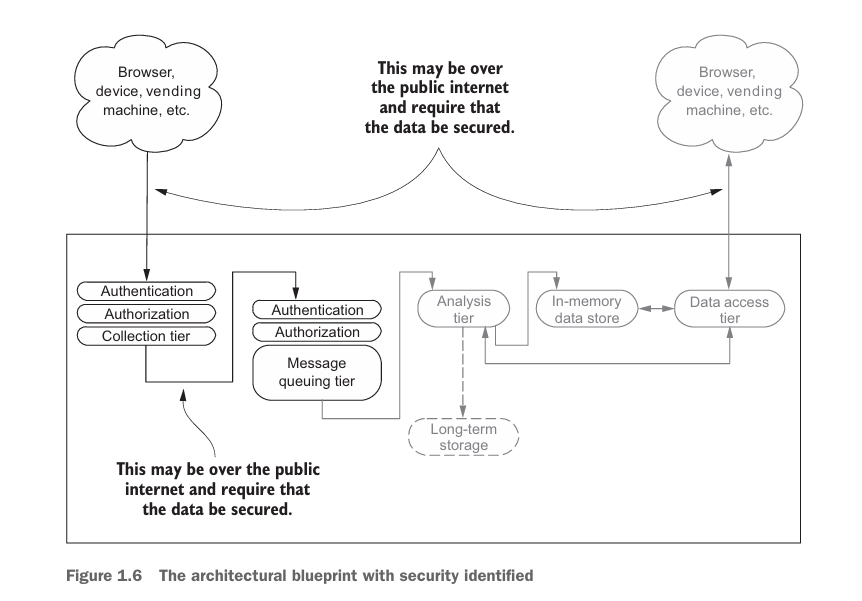 Browser,
device, vending
machine, etc.
This may be over
the public internet
and require that
the data be secured.
Browser,
device, vending
machine, etc.
Authentication
Authorization
Collection tier
Authentication
Authorization
Message
queuing tier
Analysis
tier
In-memory
data store
Data access
tier
Long-term
storage
This may be over the public
internet and require that
the data be secured.
Figure 1.6 The architectural blueprint with security identified